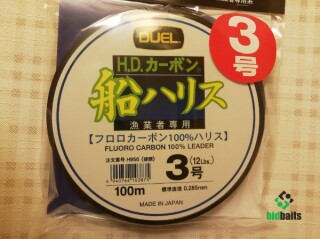 DUEL
H.D.カーボン
船ハリス
漁業者専用
【フロロカーボン100%ハリス】
FLUORO CARBON 100% LEADER
3号
(12Lbs.)
100m
標準直径 0.285mm
MADE IN JAPAN
3号
bidbaits